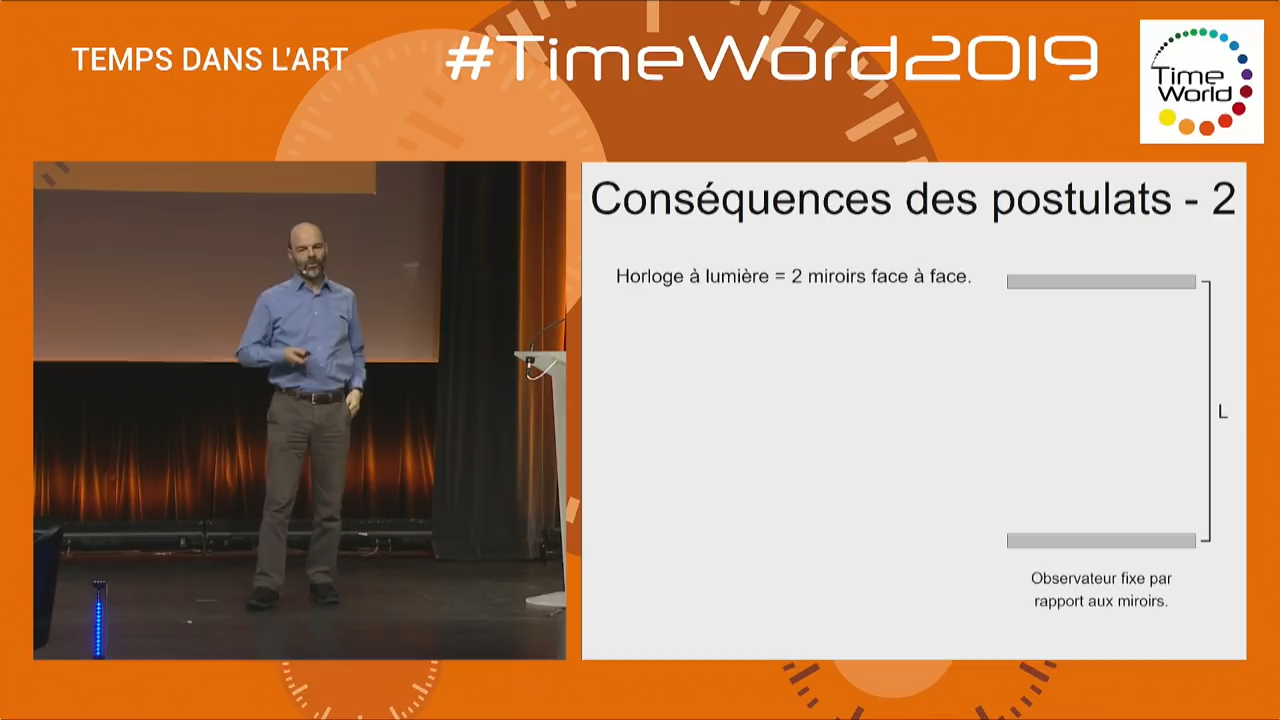 TEMPS DANS L'ART
#TimeWord2019
Time
World
Conséquences des postulats - 2
Horloge à lumière = 2 miroirs face à face.
L
Observateur fixe par
rapport aux miroirs.